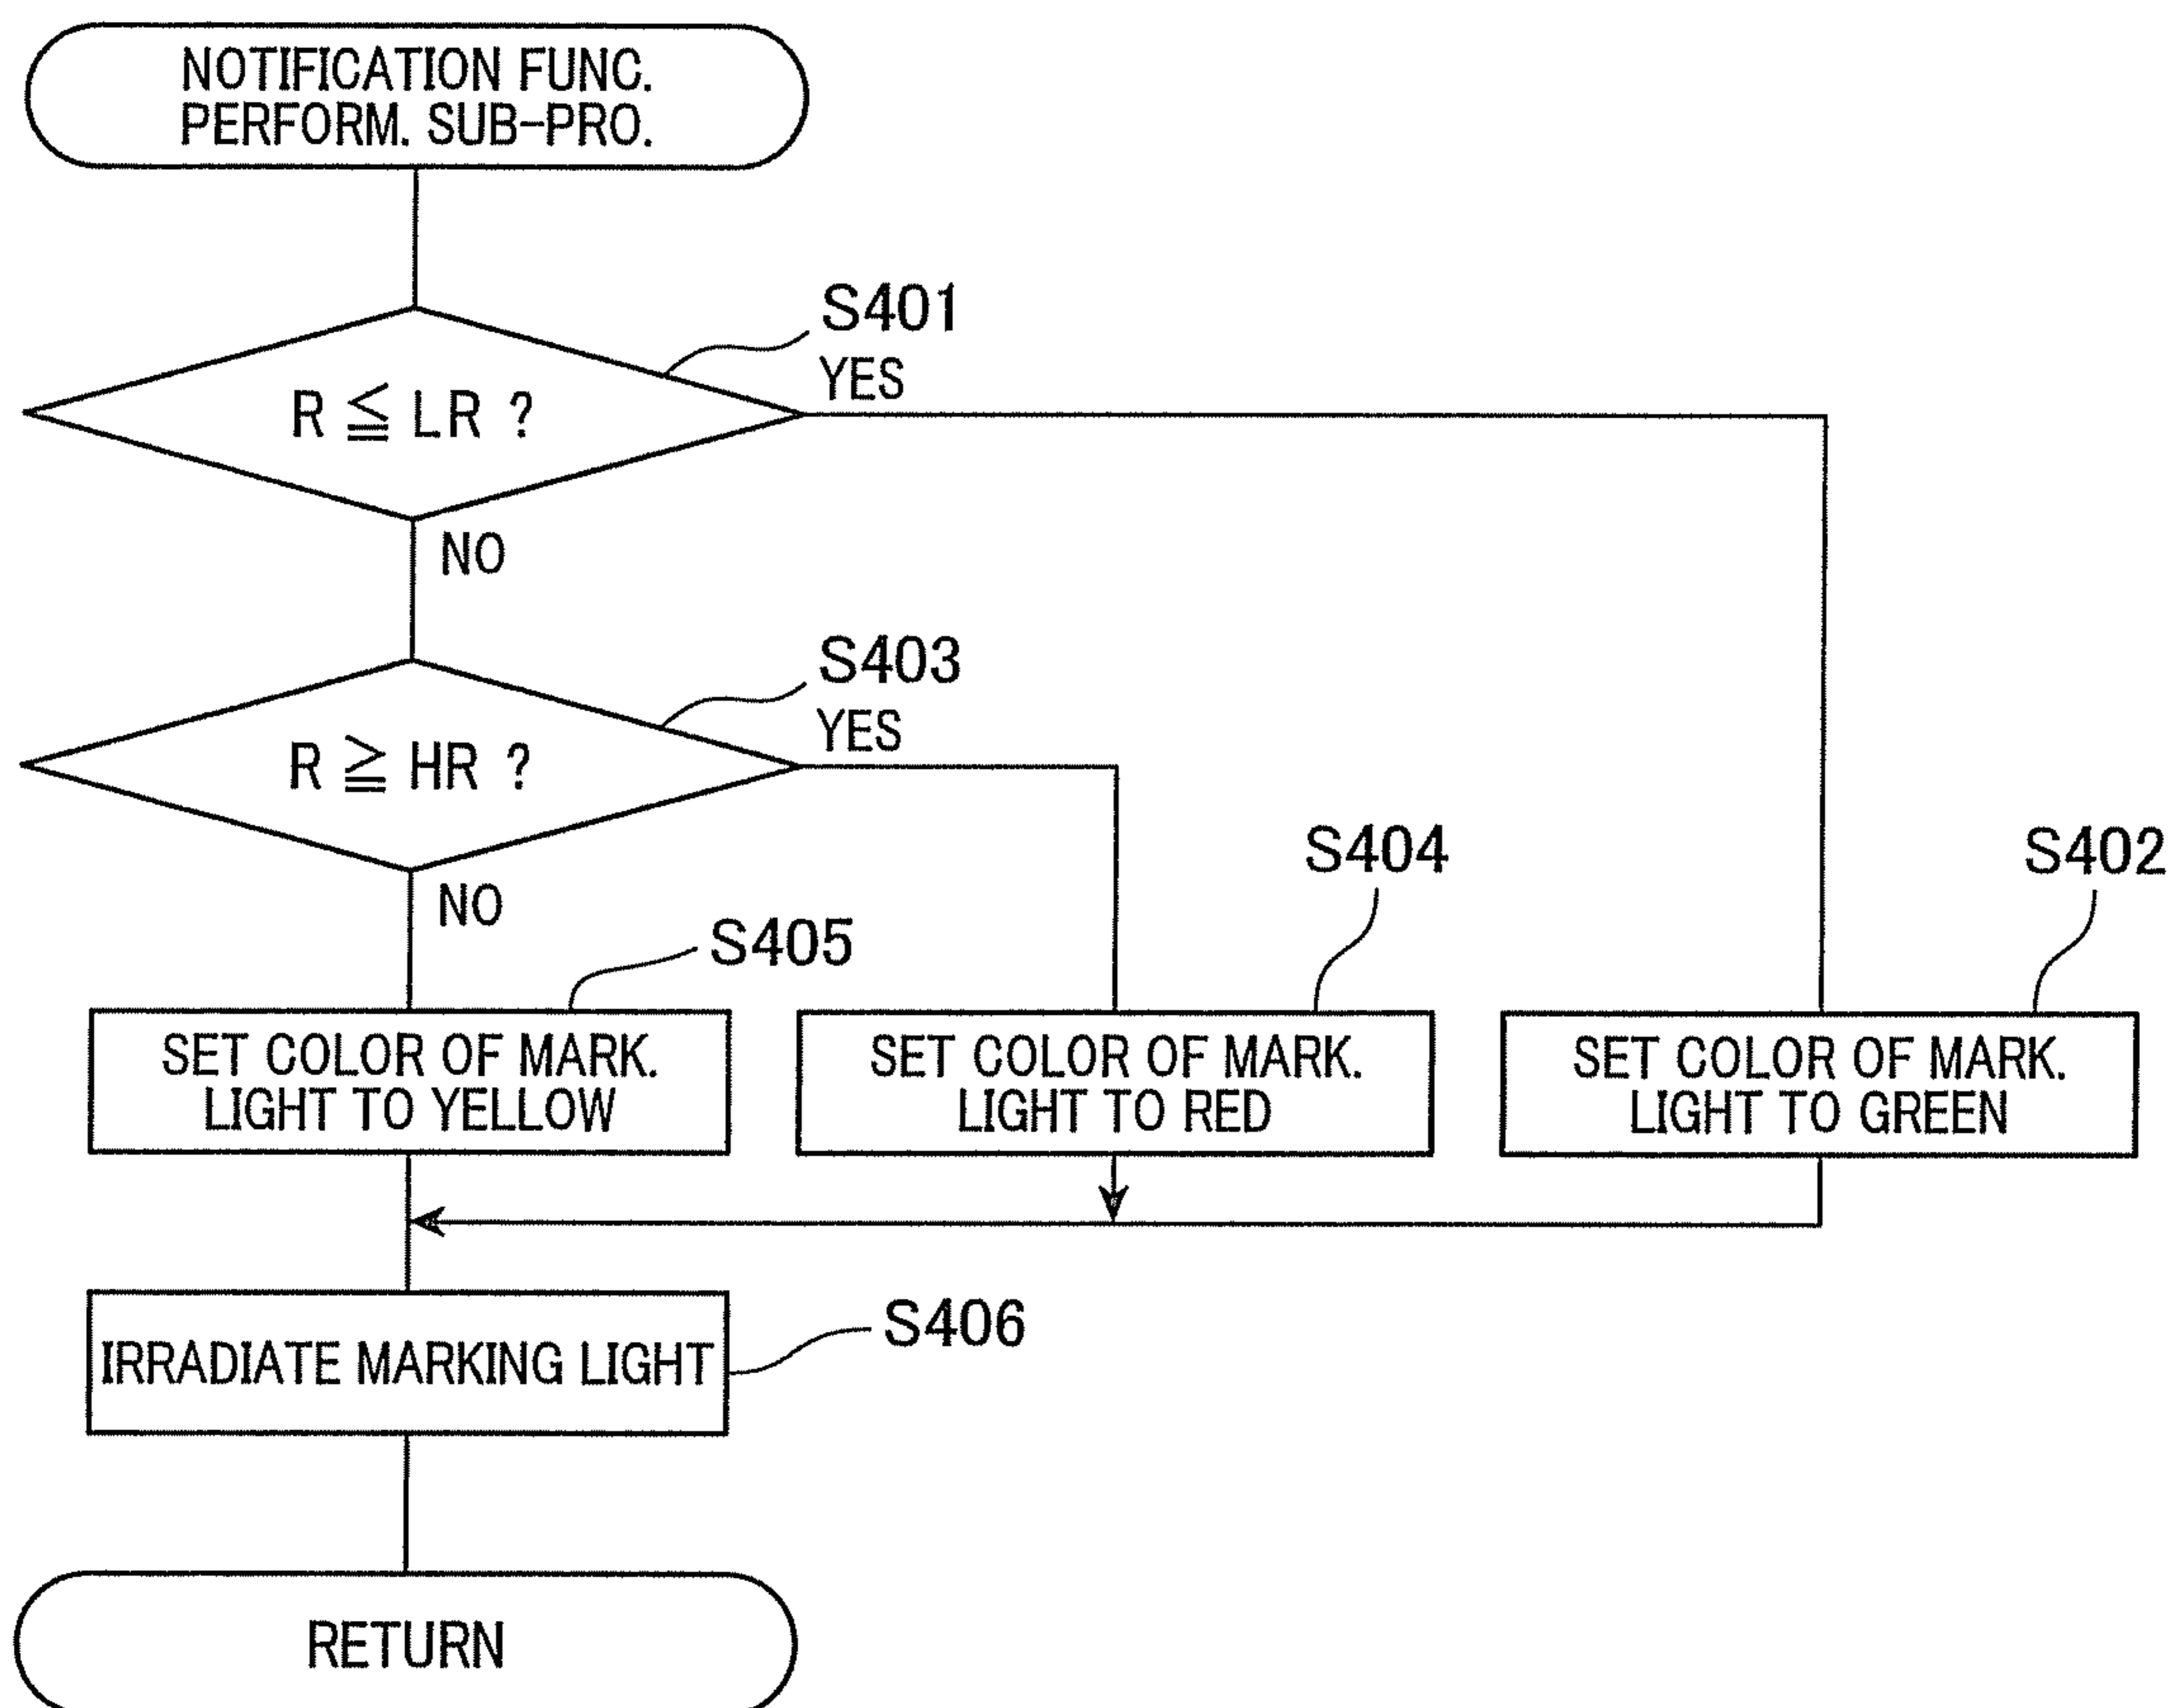 NOTIFICATION FUNC.
PERFORM. SUB-PRO.
S401
YES
R ≦ LR ?
NO
S403
YES
R ≧ HR ?
NO
S404
S402
S405
SET COLOR OF MARK.
LIGHT TO YELLOW
SET COLOR OF MARK.
LIGHT TO RED
SET COLOR OF MARK.
LIGHT TO GREEN
IRRADIATE MARKING LIGHT
S406
RETURN